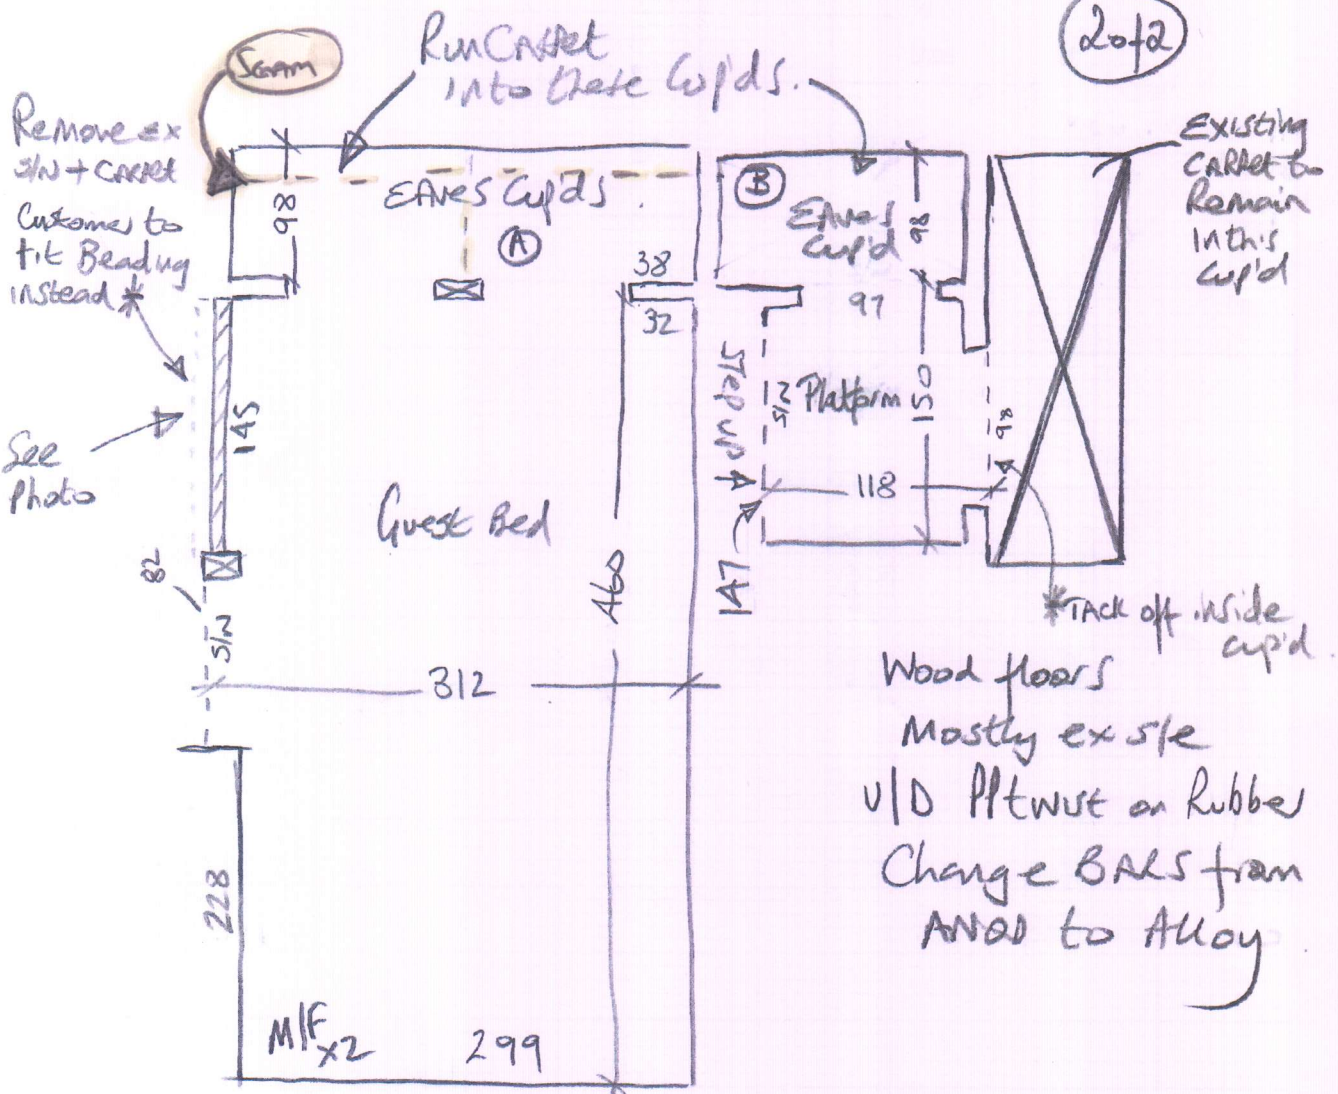 2of2
SEAM
Run Carpet
into these Cup'ds.
Remove ex
S/N + Carpet
Customer to
fit Beading
instead *
See
Photo
Existing
Carpet to
Remain
In this
Cup'd
98
Eaves Cup'ds.
A
B
Eaves
Cup'd
98
38
32
97
145
Step up
S/N
Platform
150
98
118
147
Guest Bed
460
82
S/N
312
228
M/F x2
299
*TACK off inside
cup'd.
Wood floors
Mostly ex s/e
U/D PP twist on Rubber
Change BARS from
ANOD to Alloy